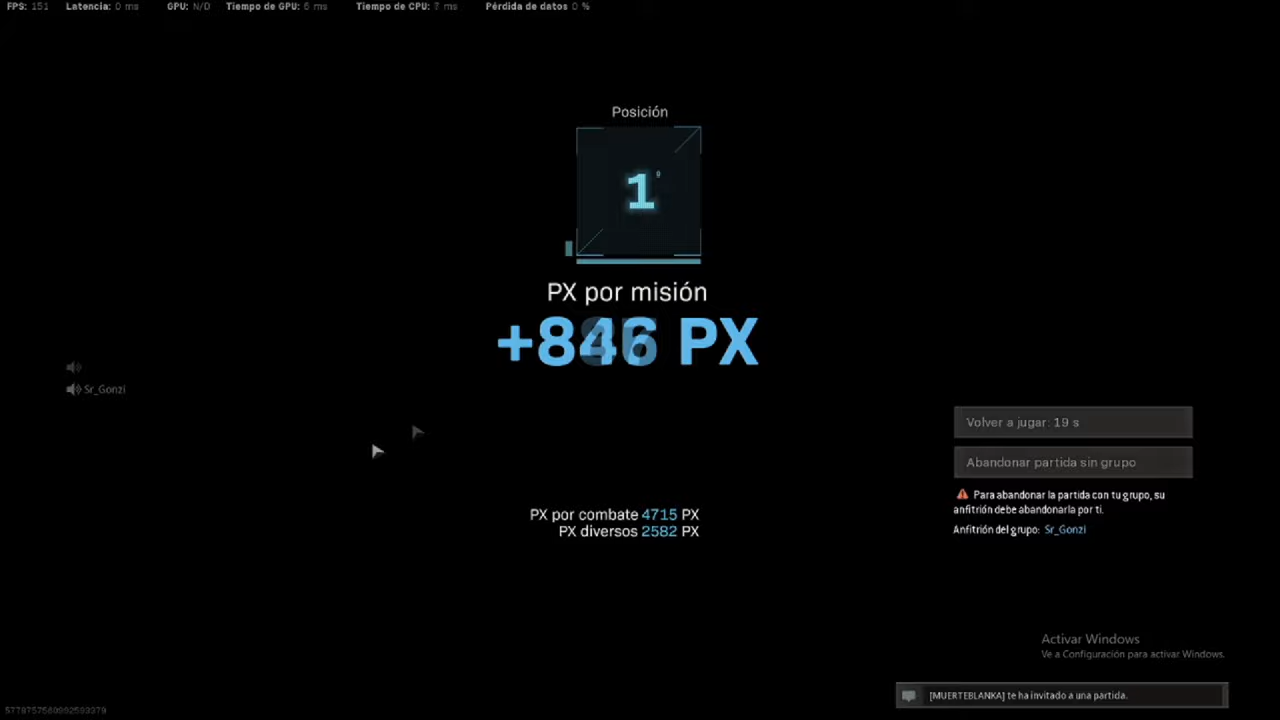 FPS: 151 Latencia: 0 ms GPU: N/D Tiempo de GPU: 6 ms Tiempo de CPU: 7 ms Pérdida de datos 0 %
Posición
1º
PX por misión
+846 PX
Sr_Gonzi
Volver a jugar: 19 s
Abandonar partida sin grupo
Para abandonar la partida con tu grupo, su
anfitrión debe abandonarla por ti.
Anfitrión del grupo: Sr_Gonzi
PX por combate 4715 PX
PX diversos 2582 PX
Activar Windows
Ve a Configuración para activar Windows.
[MUERTEBLANKA] te ha invitado a una partida.